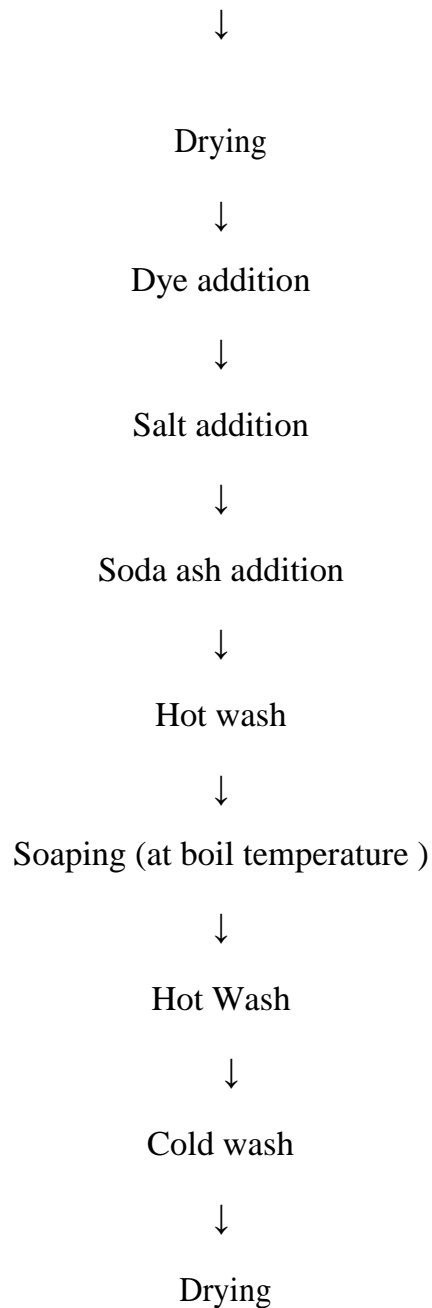 ↓
Drying
↓
Dye addition
↓
Salt addition
↓
Soda ash addition
↓
Hot wash
↓
Soaping (at boil temperature )
↓
Hot Wash
↓
Cold wash
↓
Drying